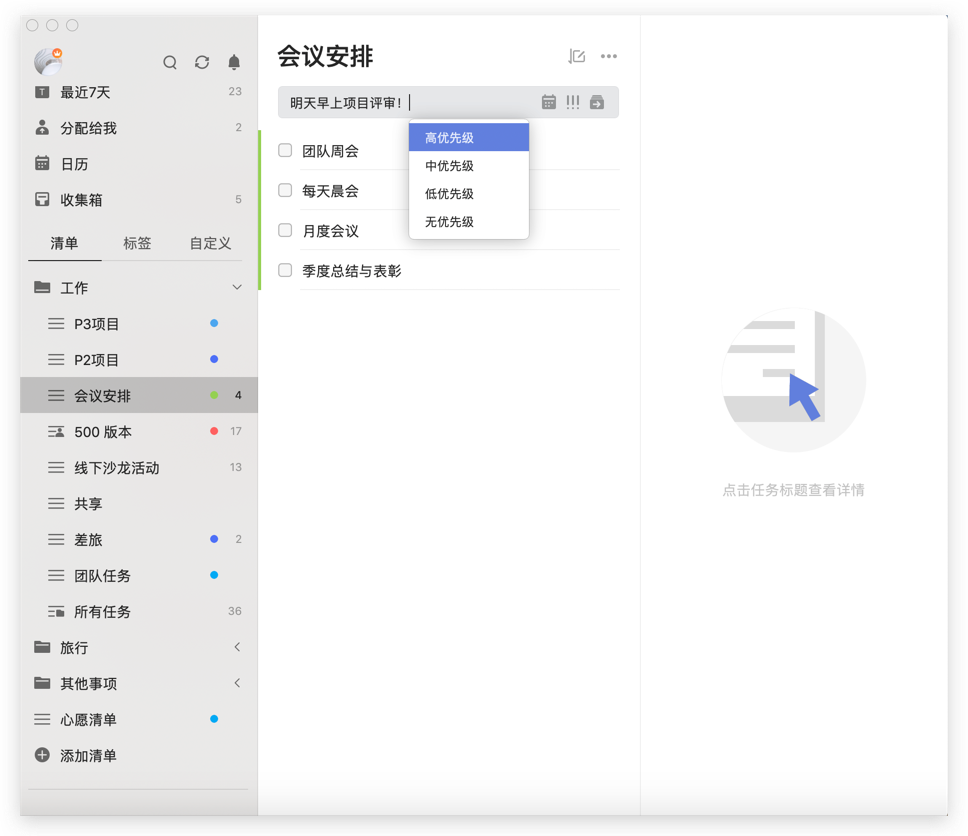 最近7天 23
分配给我 2
日历
收集箱 5
清单 标签 自定义
工作
P3项目
P2项目
会议安排 4
500 版本 17
线下沙龙活动 13
共享
差旅 2
团队任务
所有任务 36
旅行
其他事项
心愿清单
添加清单
会议安排
明天早上项目评审！
高优先级
中优先级
低优先级
无优先级
团队周会
每天晨会
月度会议
季度总结与表彰
点击任务标题查看详情